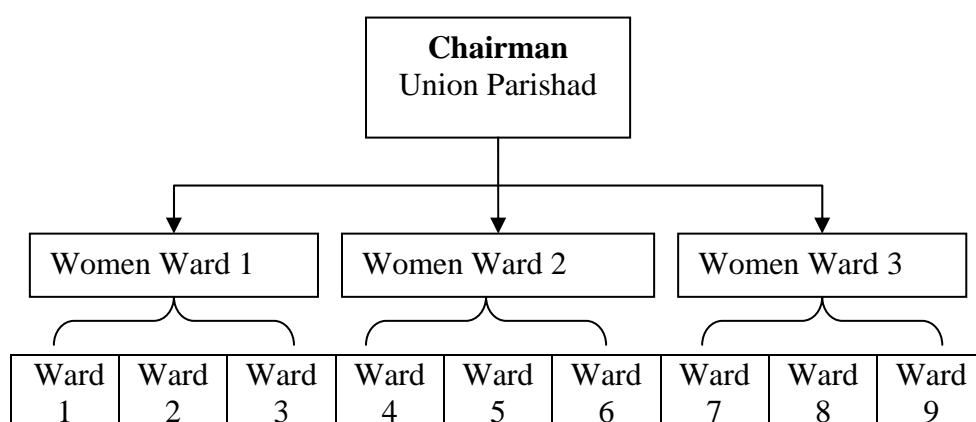 Chairman
Union Parishad
Women Ward 1
Women Ward 2
Women Ward 3
Ward
1
Ward
2
Ward
3
Ward
4
Ward
5
Ward
6
Ward
7
Ward
8
Ward
9